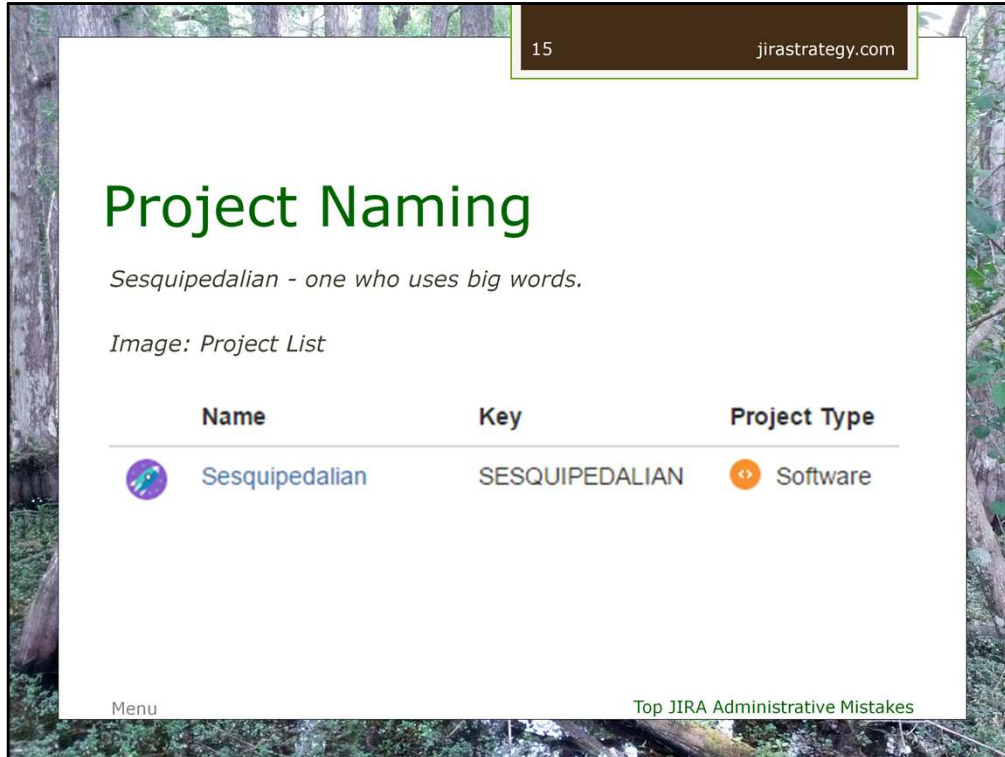 15 jirastrategy.com
Project Naming
Sesquipedalian - one who uses big words.
Image: Project List
Name Key Project Type
Sesquipedalian SESQUIPEDALIAN Software
Menu Top JIRA Administrative Mistakes